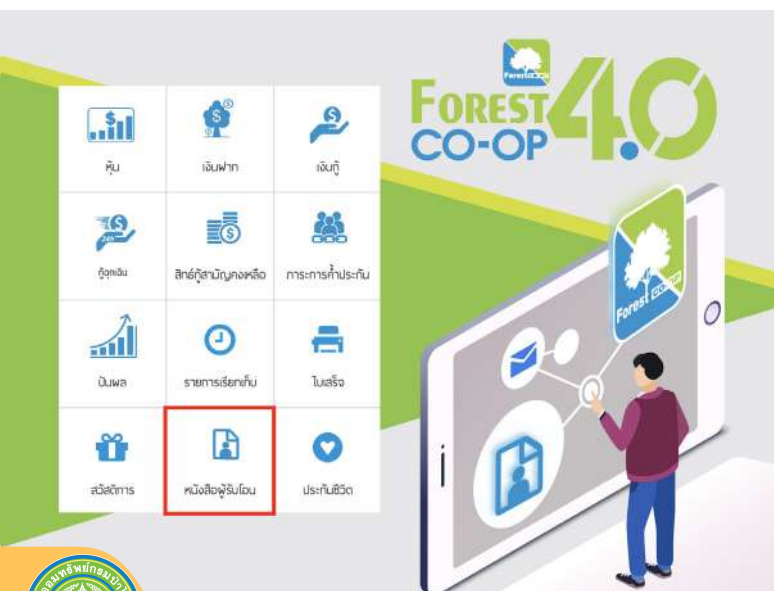 ForestCOOP
FOREST 4.0
CO-OP
หุ้น
เงินฝาก
เงินกู้
24h
กู้ฉุกเฉิน
สิทธิ์กู้สามัญคงเหลือ
ภาระการค้ำประกัน
ปันผล
รายการเรียกเก็บ
ใบเสร็จ
สวัสดิการ
หนังสือผู้รับโอน
ประกันชีวิต
Forest CO-OP